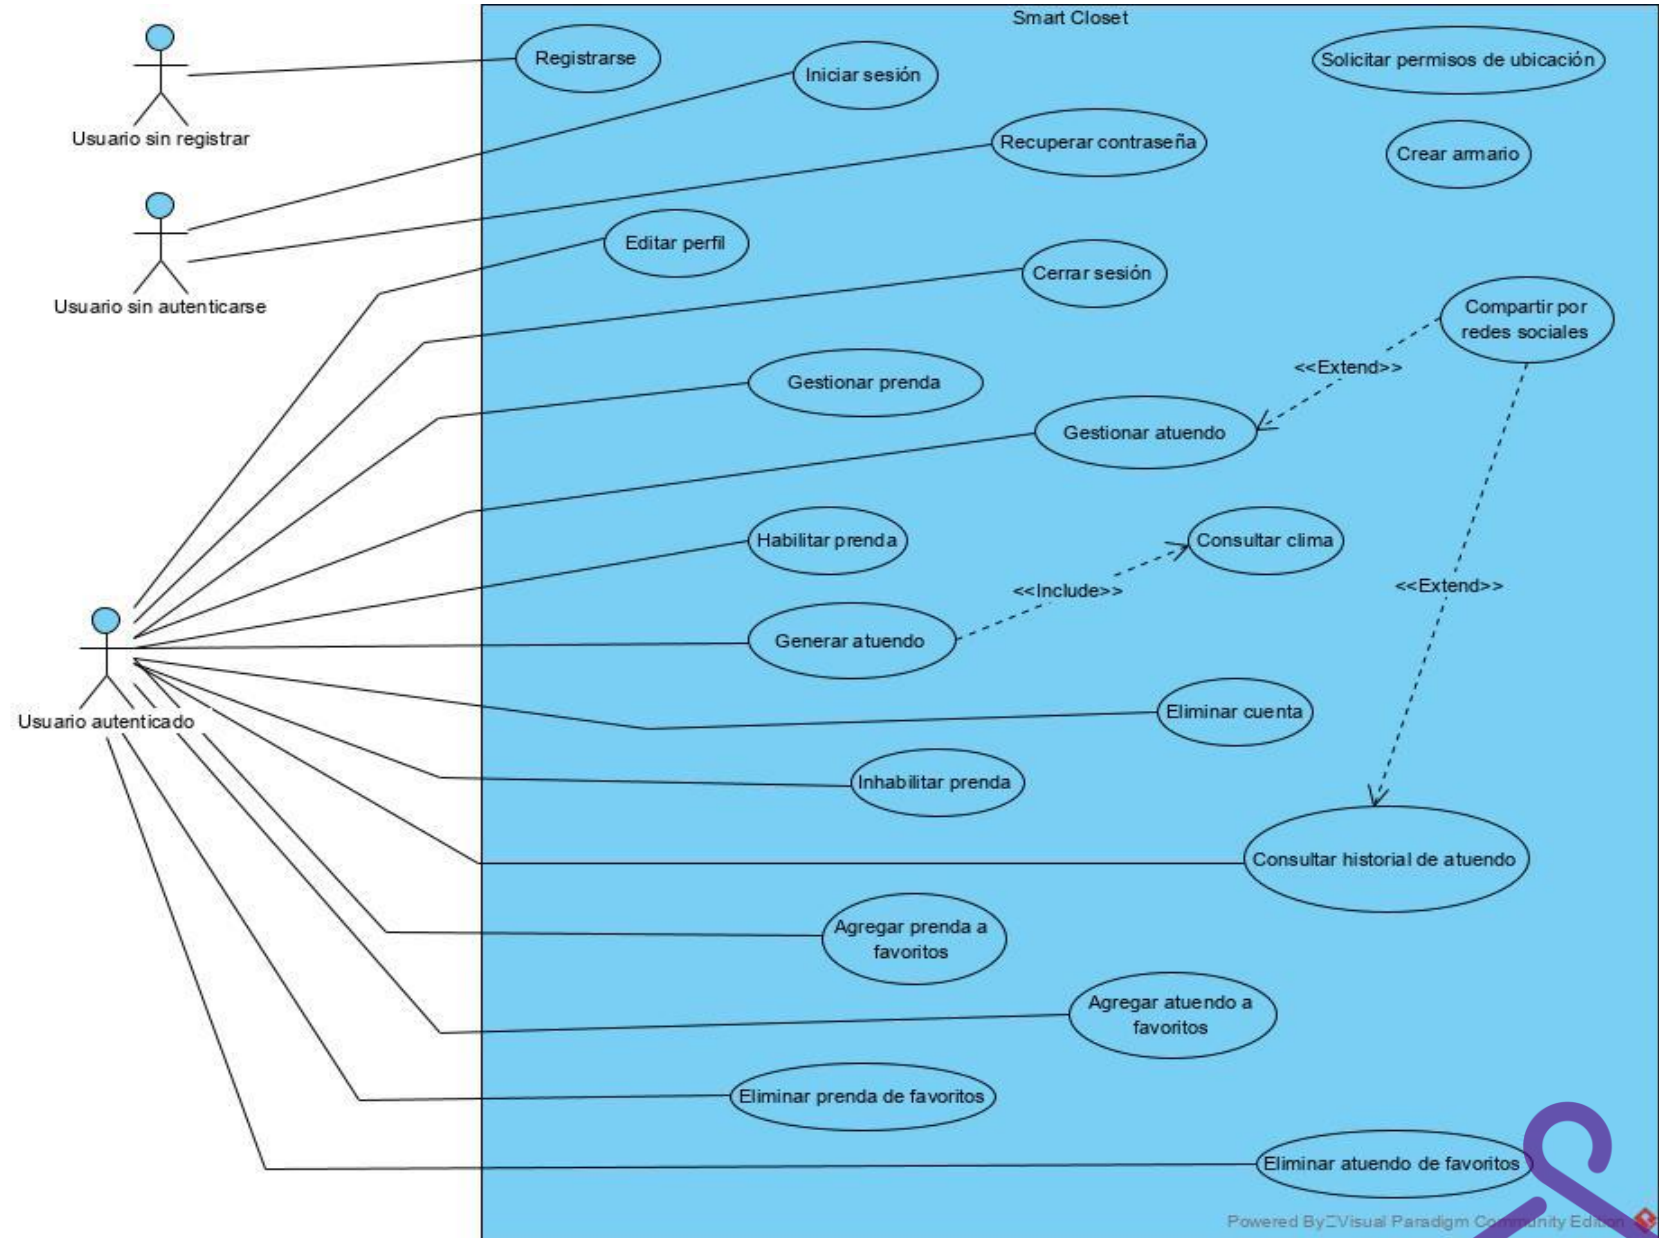 Smart Closet
Registrarse
Iniciar sesión
Solicitar permisos de ubicación
Usuario sin registrar
Recuperar contraseña
Crear armario
Editar perfil
Cerrar sesión
Usuario sin autenticarse
Compartir por
redes sociales
<<Extend>>
Gestionar prenda
Gestionar atuendo
Habilitar prenda
Consultar clima
<<Include>>
<<Extend>>
Generar atuendo
Usuario autenticado
Eliminar cuenta
Inhabilitar prenda
Consultar historial de atuendo
Agregar prenda a
favoritos
Agregar atuendo a
favoritos
Eliminar prenda de favoritos
Eliminar atuendo de favoritos
Powered By Visual Paradigm Community Edition